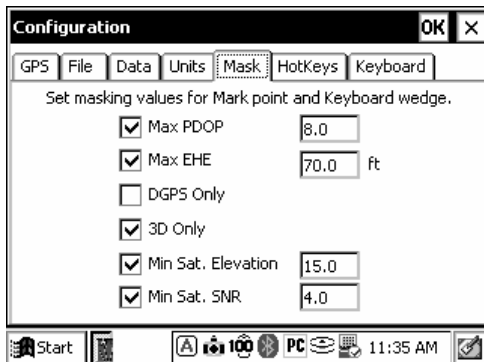 Configuration OK ×
GPS File Data Units Mask HotKeys Keyboard
Set masking values for Mark point and Keyboard wedge.
Max PDOP 8.0
Max EHE 70.0 ft
DGPS Only
3D Only
Min Sat. Elevation 15.0
Min Sat. SNR 4.0
Start A 100 PC 11:35 AM